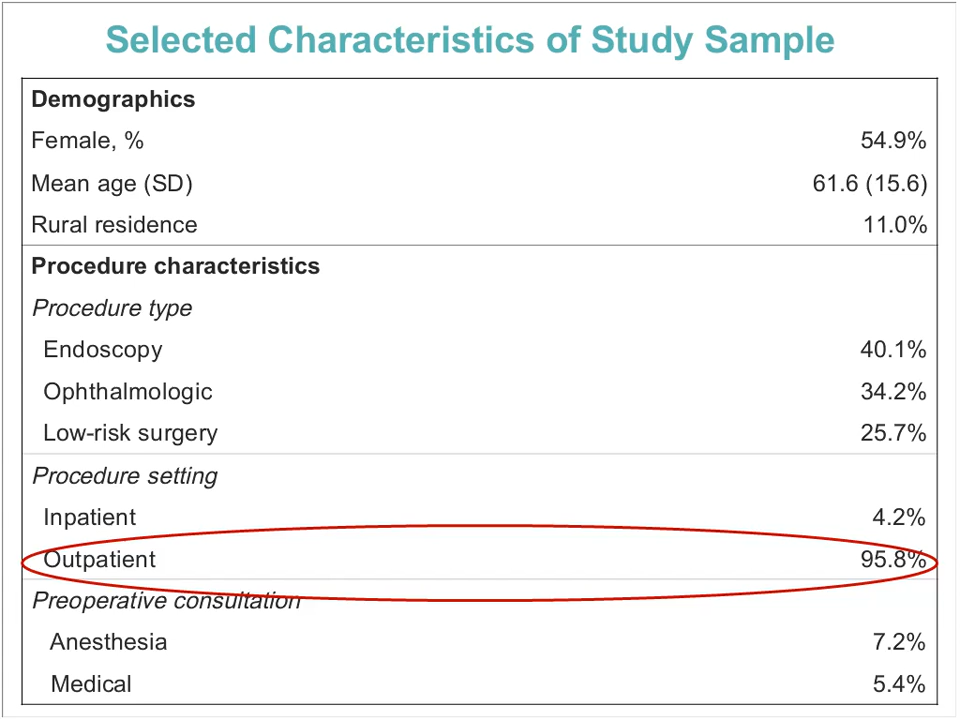 Selected Characteristics of Study Sample
Demographics
Female, % 54.9%
Mean age (SD) 61.6 (15.6)
Rural residence 11.0%
Procedure characteristics
Procedure type
Endoscopy 40.1%
Ophthalmologic 34.2%
Low-risk surgery 25.7%
Procedure setting
Inpatient 4.2%
Outpatient 95.8%
Preoperative consultation
Anesthesia 7.2%
Medical 5.4%